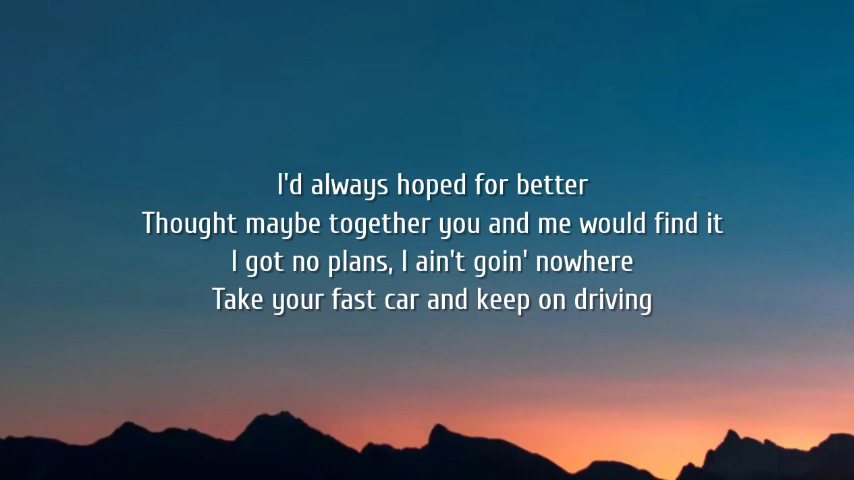 I'd always hoped for better
Thought maybe together you and me would find it
I got no plans, I ain't goin' nowhere
Take your fast car and keep on driving